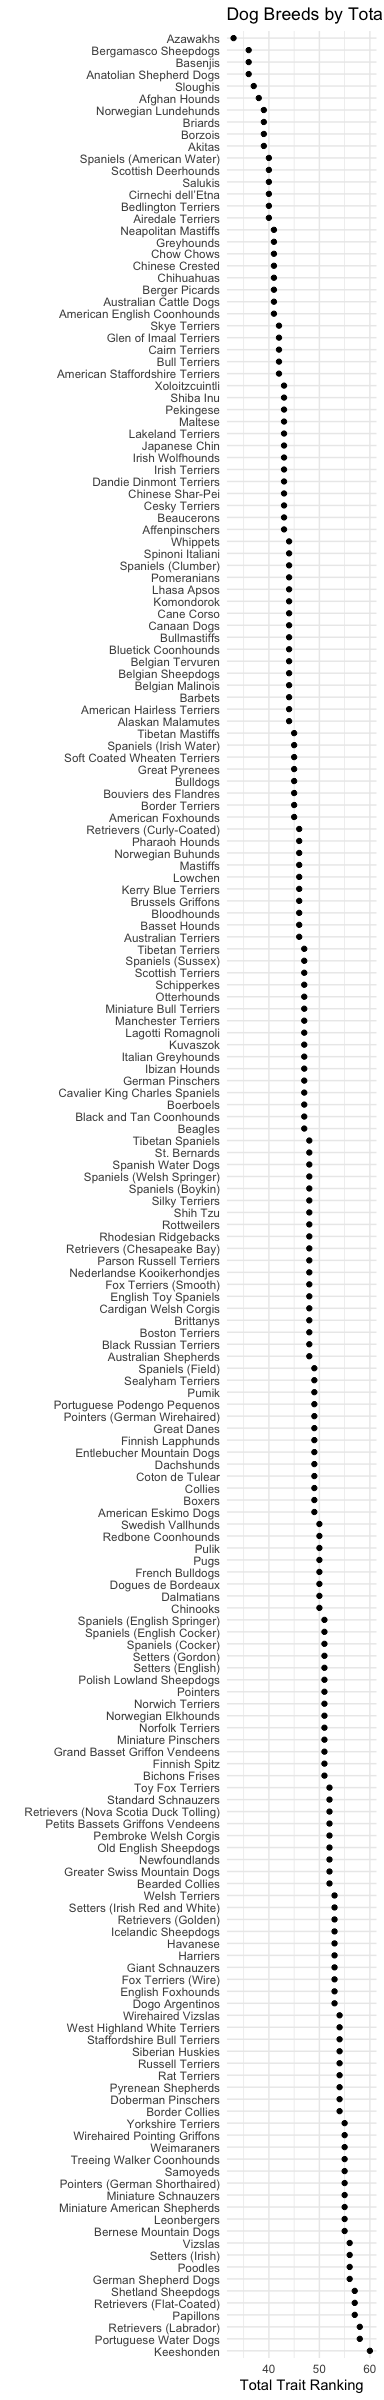 Dog Breeds by Tota
Azawakhs
Bergamasco Sheepdogs
Basenjis
Anatolian Shepherd Dogs
Sloughis
Afghan Hounds
Norwegian Lundehunds
Briards
Borzois
Akitas
Spaniels (American Water)
Scottish Deerhounds
Salukis
Cirnechi dell'Etna
Bedlington Terriers
Airedale Terriers
Neapolitan Mastiffs
Greyhounds
Chow Chows
Chinese Crested
Chihuahuas
Berger Picards
Australian Cattle Dogs
American English Coonhounds
Skye Terriers
Glen of Imaal Terriers
Cairn Terriers
Bull Terriers
American Staffordshire Terriers
Xoloitzcuintli
Shiba Inu
Pekingese
Maltese
Lakeland Terriers
Japanese Chin
Irish Wolfhounds
Irish Terriers
Dandie Dinmont Terriers
Chinese Shar-Pei
Cesky Terriers
Beaucerons
Affenpinschers
Whippets
Spinoni Italiani
Spaniels (Clumber)
Pomeranians
Lhasa Apsos
Komondorok
Cane Corso
Canaan Dogs
Bullmastiffs
Bluetick Coonhounds
Belgian Tervuren
Belgian Sheepdogs
Belgian Malinois
Barbets
American Hairless Terriers
Alaskan Malamutes
Tibetan Mastiffs
Spaniels (Irish Water)
Soft Coated Wheaten Terriers
Great Pyrenees
Bulldogs
Bouviers des Flandres
Border Terriers
American Foxhounds
Retrievers (Curly-Coated)
Pharaoh Hounds
Norwegian Buhunds
Mastiffs
Lowchen
Kerry Blue Terriers
Brussels Griffons
Bloodhounds
Basset Hounds
Australian Terriers
Tibetan Terriers
Spaniels (Sussex)
Scottish Terriers
Schipperkes
Otterhounds
Miniature Bull Terriers
Manchester Terriers
Lagotti Romagnoli
Kuvaszok
Italian Greyhounds
Ibizan Hounds
German Pinschers
Cavalier King Charles Spaniels
Boerboels
Black and Tan Coonhounds
Beagles
Tibetan Spaniels
St. Bernards
Spanish Water Dogs
Spaniels (Welsh Springer)
Spaniels (Boykin)
Silky Terriers
Shih Tzu
Rottweilers
Rhodesian Ridgebacks
Retrievers (Chesapeake Bay)
Parson Russell Terriers
Nederlandse Kooikerhondjes
Fox Terriers (Smooth)
English Toy Spaniels
Cardigan Welsh Corgis
Brittanys
Boston Terriers
Black Russian Terriers
Australian Shepherds
Spaniels (Field)
Sealyham Terriers
Pumik
Portuguese Podengo Pequenos
Pointers (German Wirehaired)
Great Danes
Finnish Lapphunds
Entlebucher Mountain Dogs
Dachshunds
Coton de Tulear
Collies
Boxers
American Eskimo Dogs
Swedish Vallhunds
Redbone Coonhounds
Pulik
Pugs
French Bulldogs
Dogues de Bordeaux
Dalmatians
Chinooks
Spaniels (English Springer)
Spaniels (English Cocker)
Spaniels (Cocker)
Setters (Gordon)
Setters (English)
Polish Lowland Sheepdogs
Pointers
Norwich Terriers
Norwegian Elkhounds
Norfolk Terriers
Miniature Pinschers
Grand Basset Griffon Vendeens
Finnish Spitz
Bichons Frises
Toy Fox Terriers
Standard Schnauzers
Retrievers (Nova Scotia Duck Tolling)
Petits Bassets Griffons Vendeens
Pembroke Welsh Corgis
Old English Sheepdogs
Newfoundlands
Greater Swiss Mountain Dogs
Bearded Collies
Welsh Terriers
Setters (Irish Red and White)
Retrievers (Golden)
Icelandic Sheepdogs
Havanese
Harriers
Giant Schnauzers
Fox Terriers (Wire)
English Foxhounds
Dogo Argentinos
Wirehaired Vizslas
West Highland White Terriers
Staffordshire Bull Terriers
Siberian Huskies
Russell Terriers
Rat Terriers
Pyrenean Shepherds
Doberman Pinschers
Border Collies
Yorkshire Terriers
Wirehaired Pointing Griffons
Weimaraners
Treeing Walker Coonhounds
Samoyeds
Pointers (German Shorthaired)
Miniature Schnauzers
Miniature American Shepherds
Leonbergers
Bernese Mountain Dogs
Vizslas
Setters (Irish)
Poodles
German Shepherd Dogs
Shetland Sheepdogs
Retrievers (Flat-Coated)
Papillons
Retrievers (Labrador)
Portuguese Water Dogs
Keeshonden
40 50 60
Total Trait Ranking